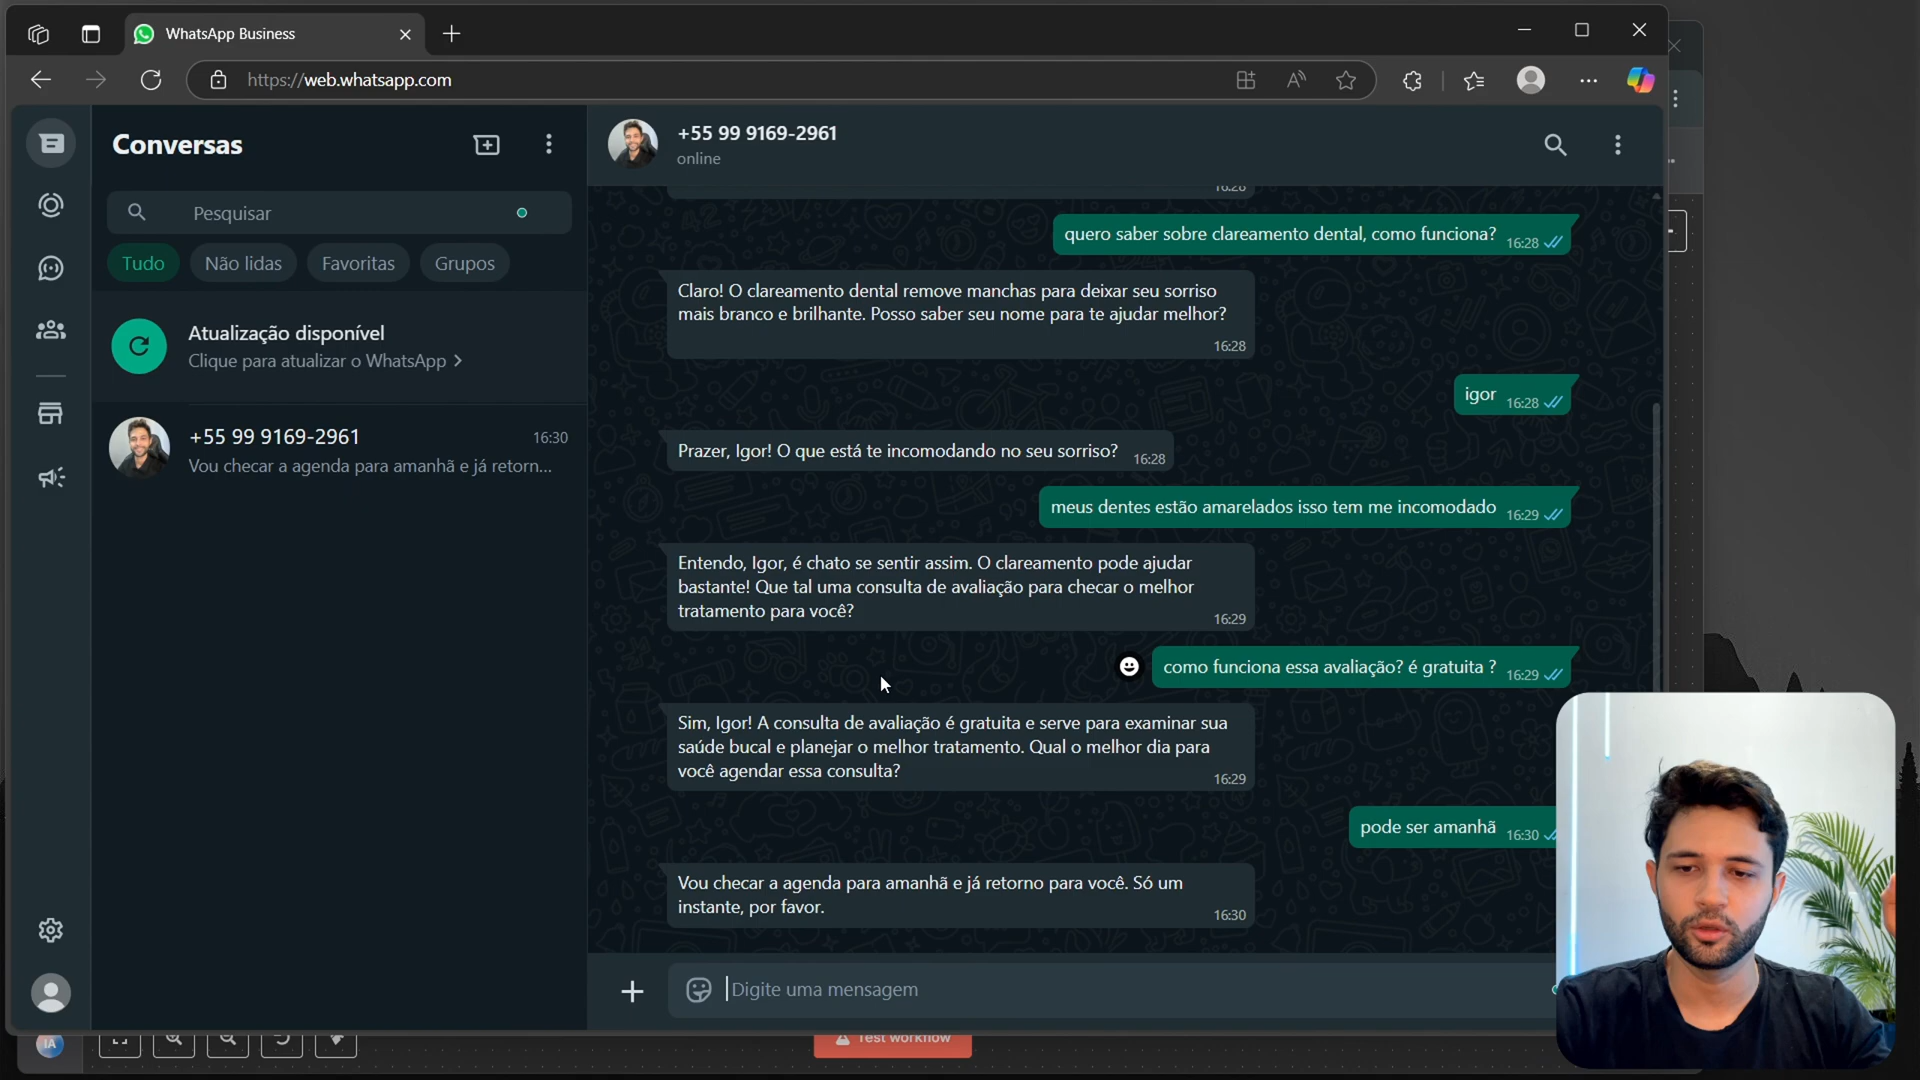 WhatsApp Business
https://web.whatsapp.com
Conversas
Pesquisar
Tudo
Não lidas
Favoritas
Grupos
Atualização disponível
Clique para atualizar o WhatsApp
+55 99 9169-2961
16:30
Vou checar a agenda para amanhã e já retorn...
+55 99 9169-2961
online
16:28
quero saber sobre clareamento dental, como funciona? 16:28
Claro! O clareamento dental remove manchas para deixar seu sorriso
mais branco e brilhante. Posso saber seu nome para te ajudar melhor?
16:28
igor 16:28
Prazer, Igor! O que está te incomodando no seu sorriso? 16:28
meus dentes estão amarelados isso tem me incomodado 16:29
Entendo, Igor, é chato se sentir assim. O clareamento pode ajudar
bastante! Que tal uma consulta de avaliação para checar o melhor
tratamento para você?
16:29
como funciona essa avaliação? é gratuita ? 16:29
Sim, Igor! A consulta de avaliação é gratuita e serve para examinar sua
saúde bucal e planejar o melhor tratamento. Qual o melhor dia para
você agendar essa consulta?
16:29
pode ser amanhã 16:30
Vou checar a agenda para amanhã e já retorno para você. Só um
instante, por favor.
16:30
Digite uma mensagem
IA
Test workflow